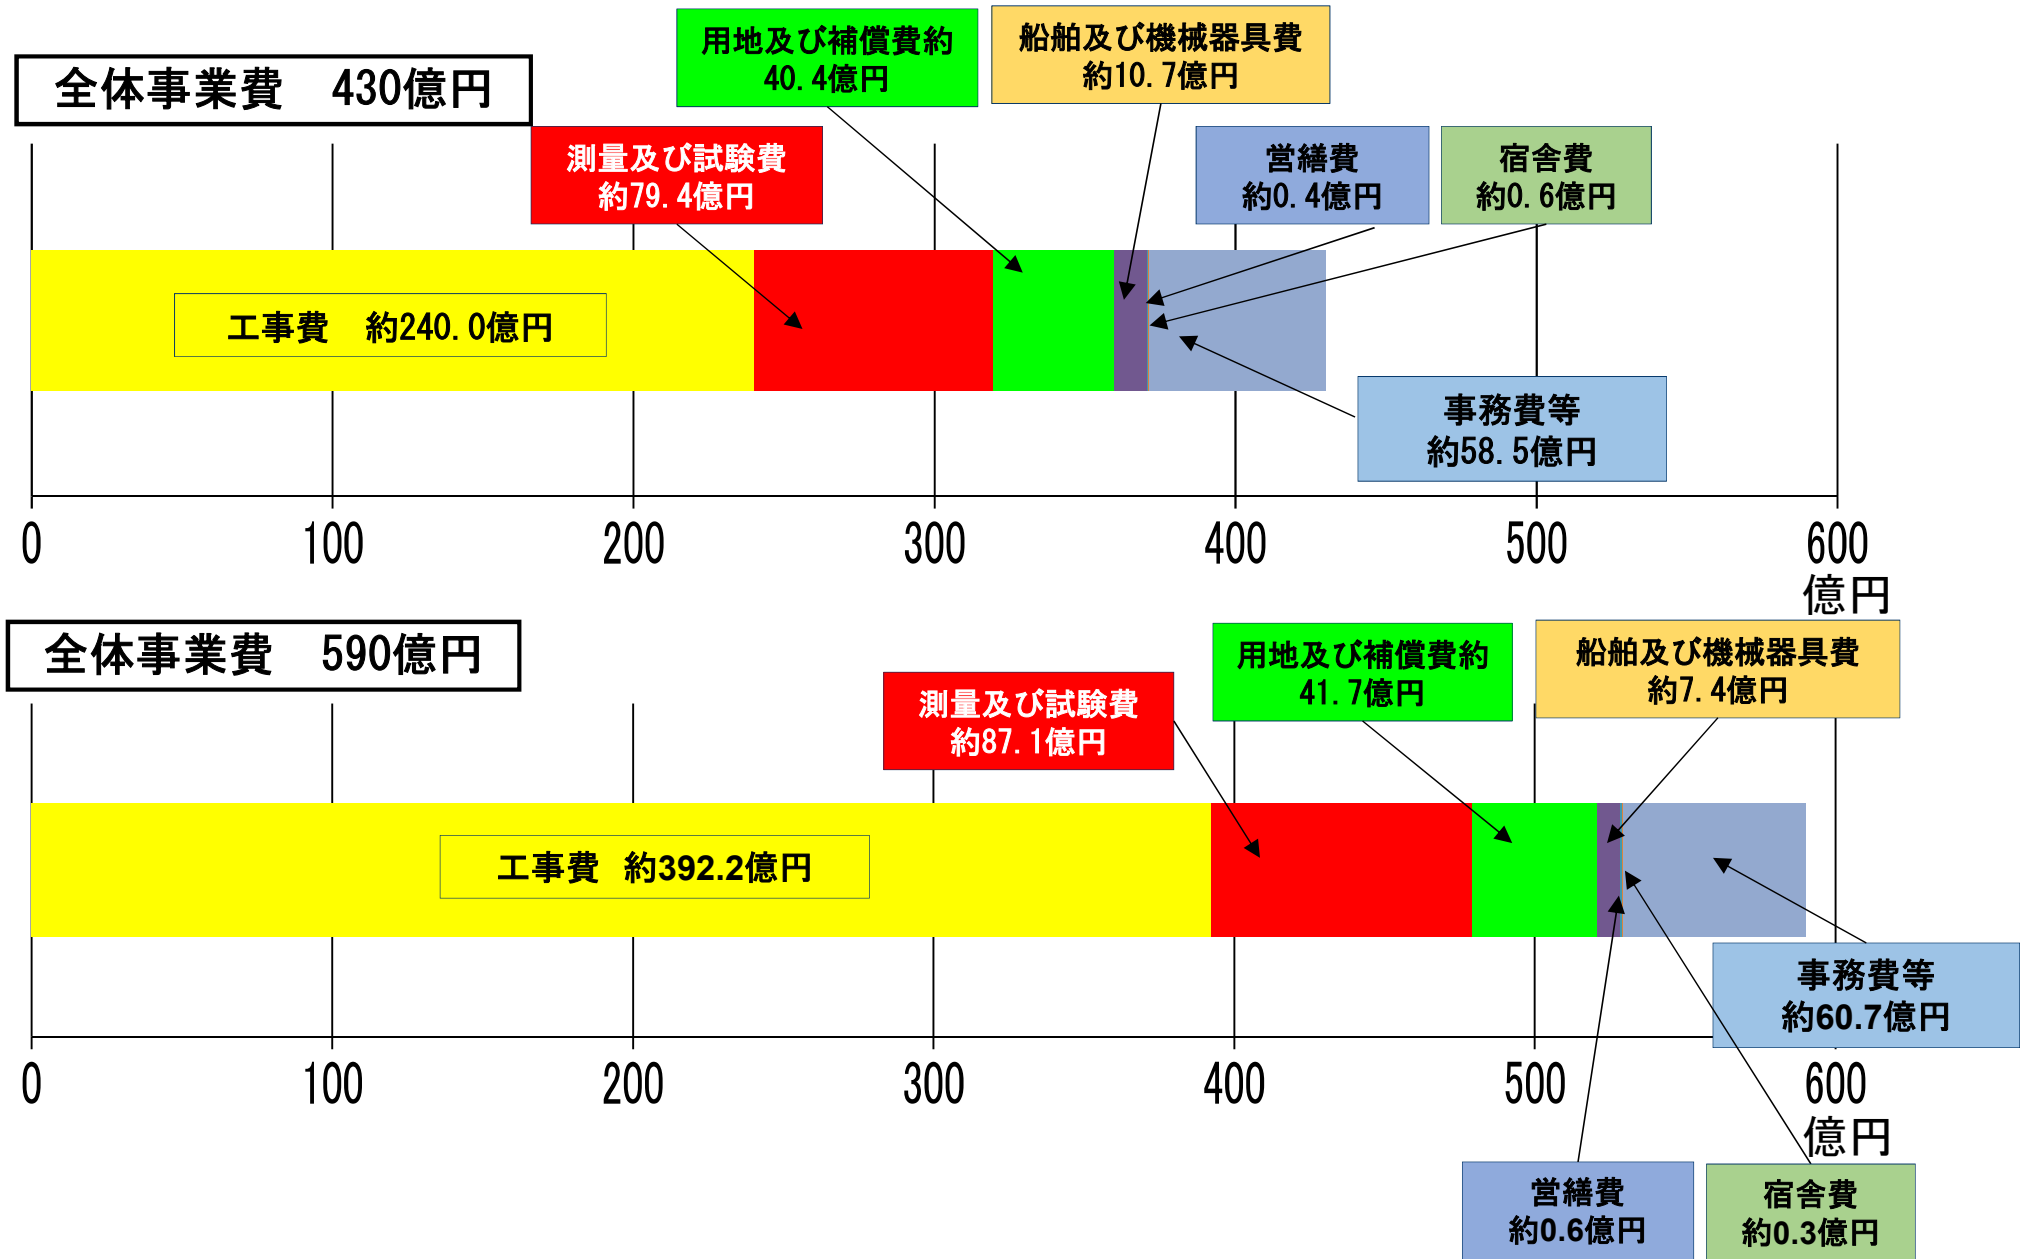 全体事業費　430億円
用地及び補償費約
40.4億円
船舶及び機械器具費
約10.7億円
測量及び試験費
約79.4億円
営繕費
約0.4億円
宿舎費
約0.6億円
工事費　約240.0億円
事務費等
約58.5億円
0
100
200
300
400
500
600
億円
全体事業費　590億円
測量及び試験費
約87.1億円
用地及び補償費約
41.7億円
船舶及び機械器具費
約7.4億円
工事費　約392.2億円
事務費等
約60.7億円
0
100
200
300
400
500
600
億円
営繕費
約0.6億円
宿舎費
約0.3億円